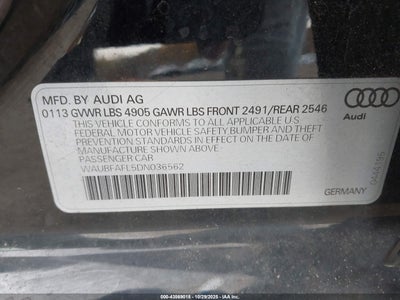 MFD. BY AUDI AG
0113 GVWR LBS 4905 GAWR LBS FRONT 2491/REAR 2546
THIS VEHICLE CONFORMS TO ALL APPLICABLE U.S.
FEDERAL MOTOR VEHICLE SAFETY BUMPER AND THEFT
PREVENTION STANDARDS IN EFFECT ON THE DATE OF
MANUFACTURE SHOWN ABOVE.
PASSENGER CAR
WAUBFAFL5DN036562
Audi
GERMANY
0444195
000-43569015 - 10/29/2025 - IAA Inc.